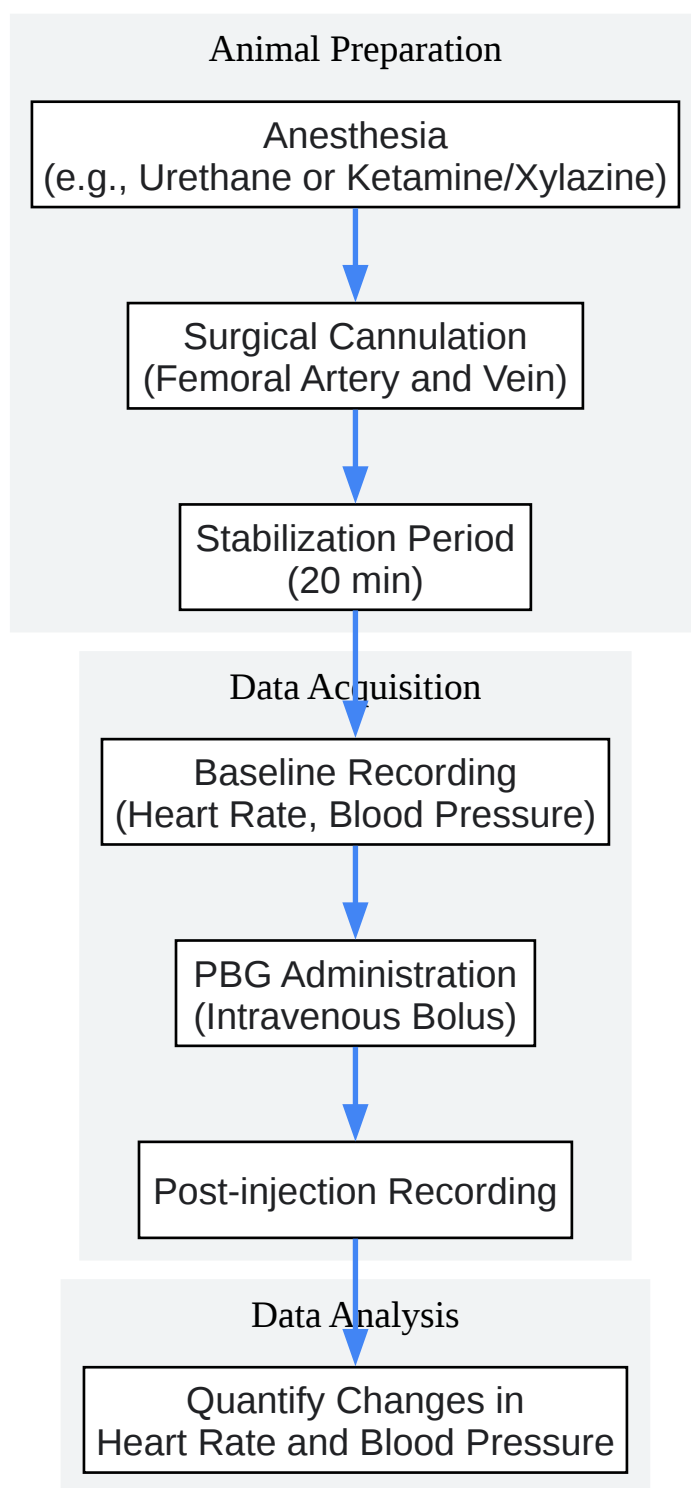 Animal Preparation
Anesthesia
(e.g., Urethane or Ketamine/Xylazine)
Surgical Cannulation
(Femoral Artery and Vein)
Stabilization Period
(20 min)
Data Acquisition
Baseline Recording
(Heart Rate, Blood Pressure)
PBG Administration
(Intravenous Bolus)
Post-injection Recording
Data Analysis
Quantify Changes in
Heart Rate and Blood Pressure